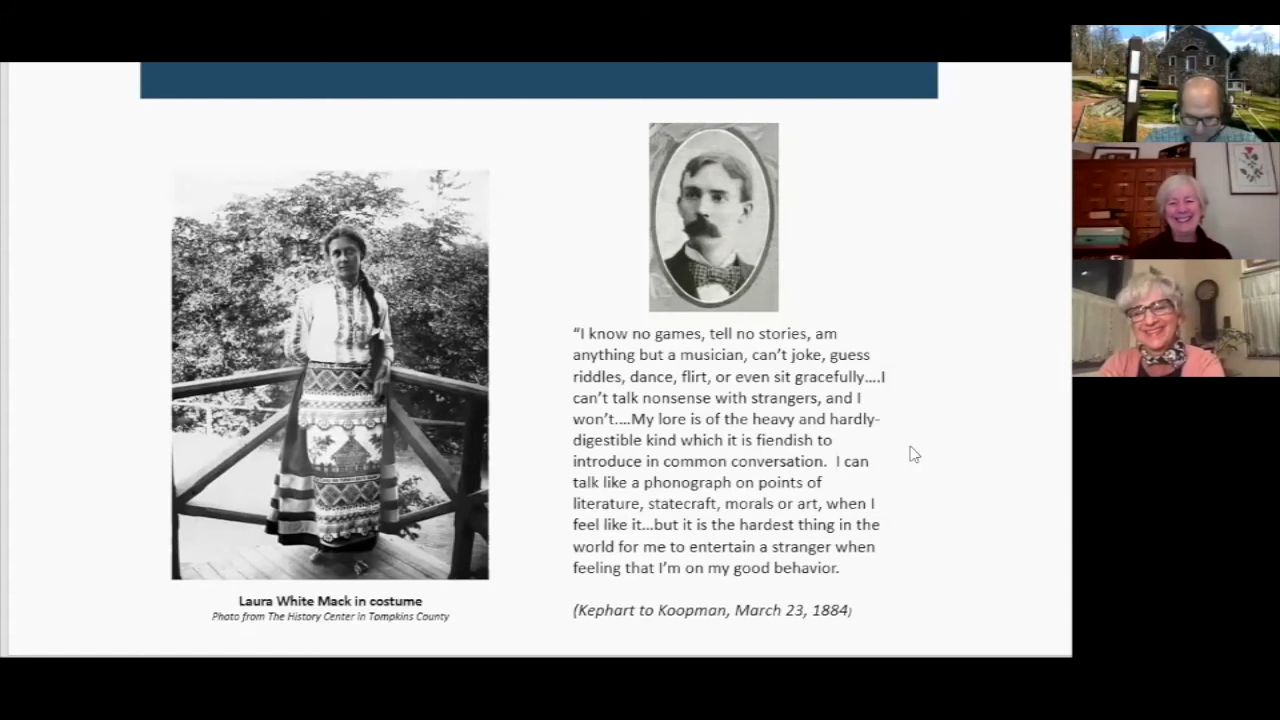 Laura White Mack in costume
Photo from The History Center in Tompkins County
“I know no games, tell no stories, am
anything but a musician, can’t joke, guess
riddles, dance, flirt, or even sit gracefully....I
can’t talk nonsense with strangers, and I
won’t....My lore is of the heavy and hardly-
digestible kind which it is fiendish to
introduce in common conversation.  I can
talk like a phonograph on points of
literature, statecraft, morals or art, when I
feel like it...but it is the hardest thing in the
world for me to entertain a stranger when
feeling that I’m on my good behavior.
(Kephart to Koopman, March 23, 1884)